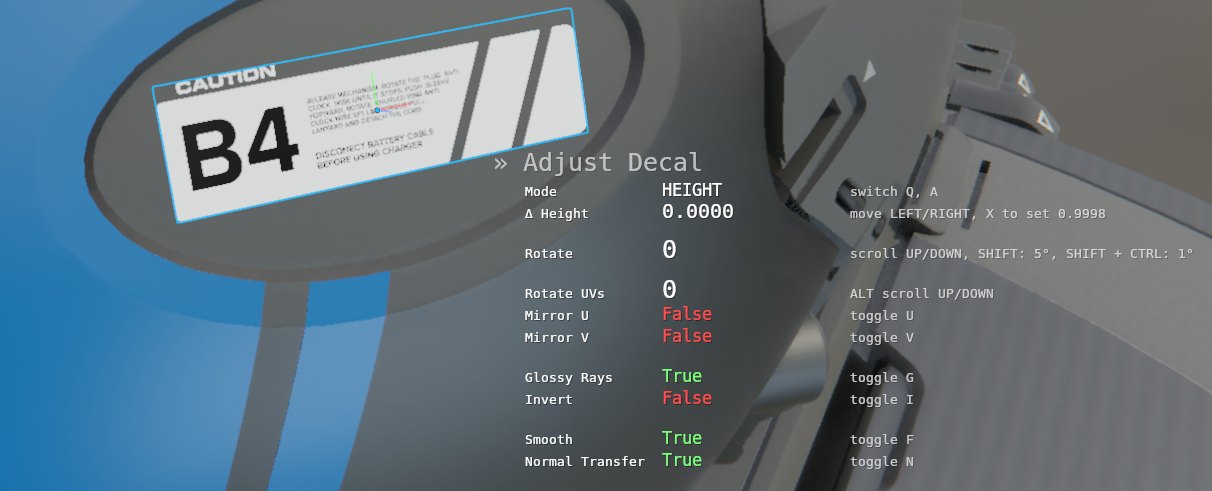 CAUTION
B4
RELEASE MECHANISM: ROTATE THE PLUG ANTI
CLOCK WISE UNTIL IT STOPS. PUSH SLEEVE
FORWARD, ROTATE KNURLED RING ANTI
CLOCK WISE
LANYARD AND DETACH THE CORD
DISCONECT BATTERY CABLE
BEFORE USING CHARGER
» Adjust Decal
Mode HEIGHT switch Q, A
Δ Height 0.0000 move LEFT/RIGHT, X to set 0.9998
Rotate 0 scroll UP/DOWN, SHIFT: 5°, SHIFT + CTRL: 1°
Rotate UVs 0 ALT scroll UP/DOWN
Mirror U False toggle U
Mirror V False toggle V
Glossy Rays True toggle G
Invert False toggle I
Smooth True toggle F
Normal Transfer True toggle N